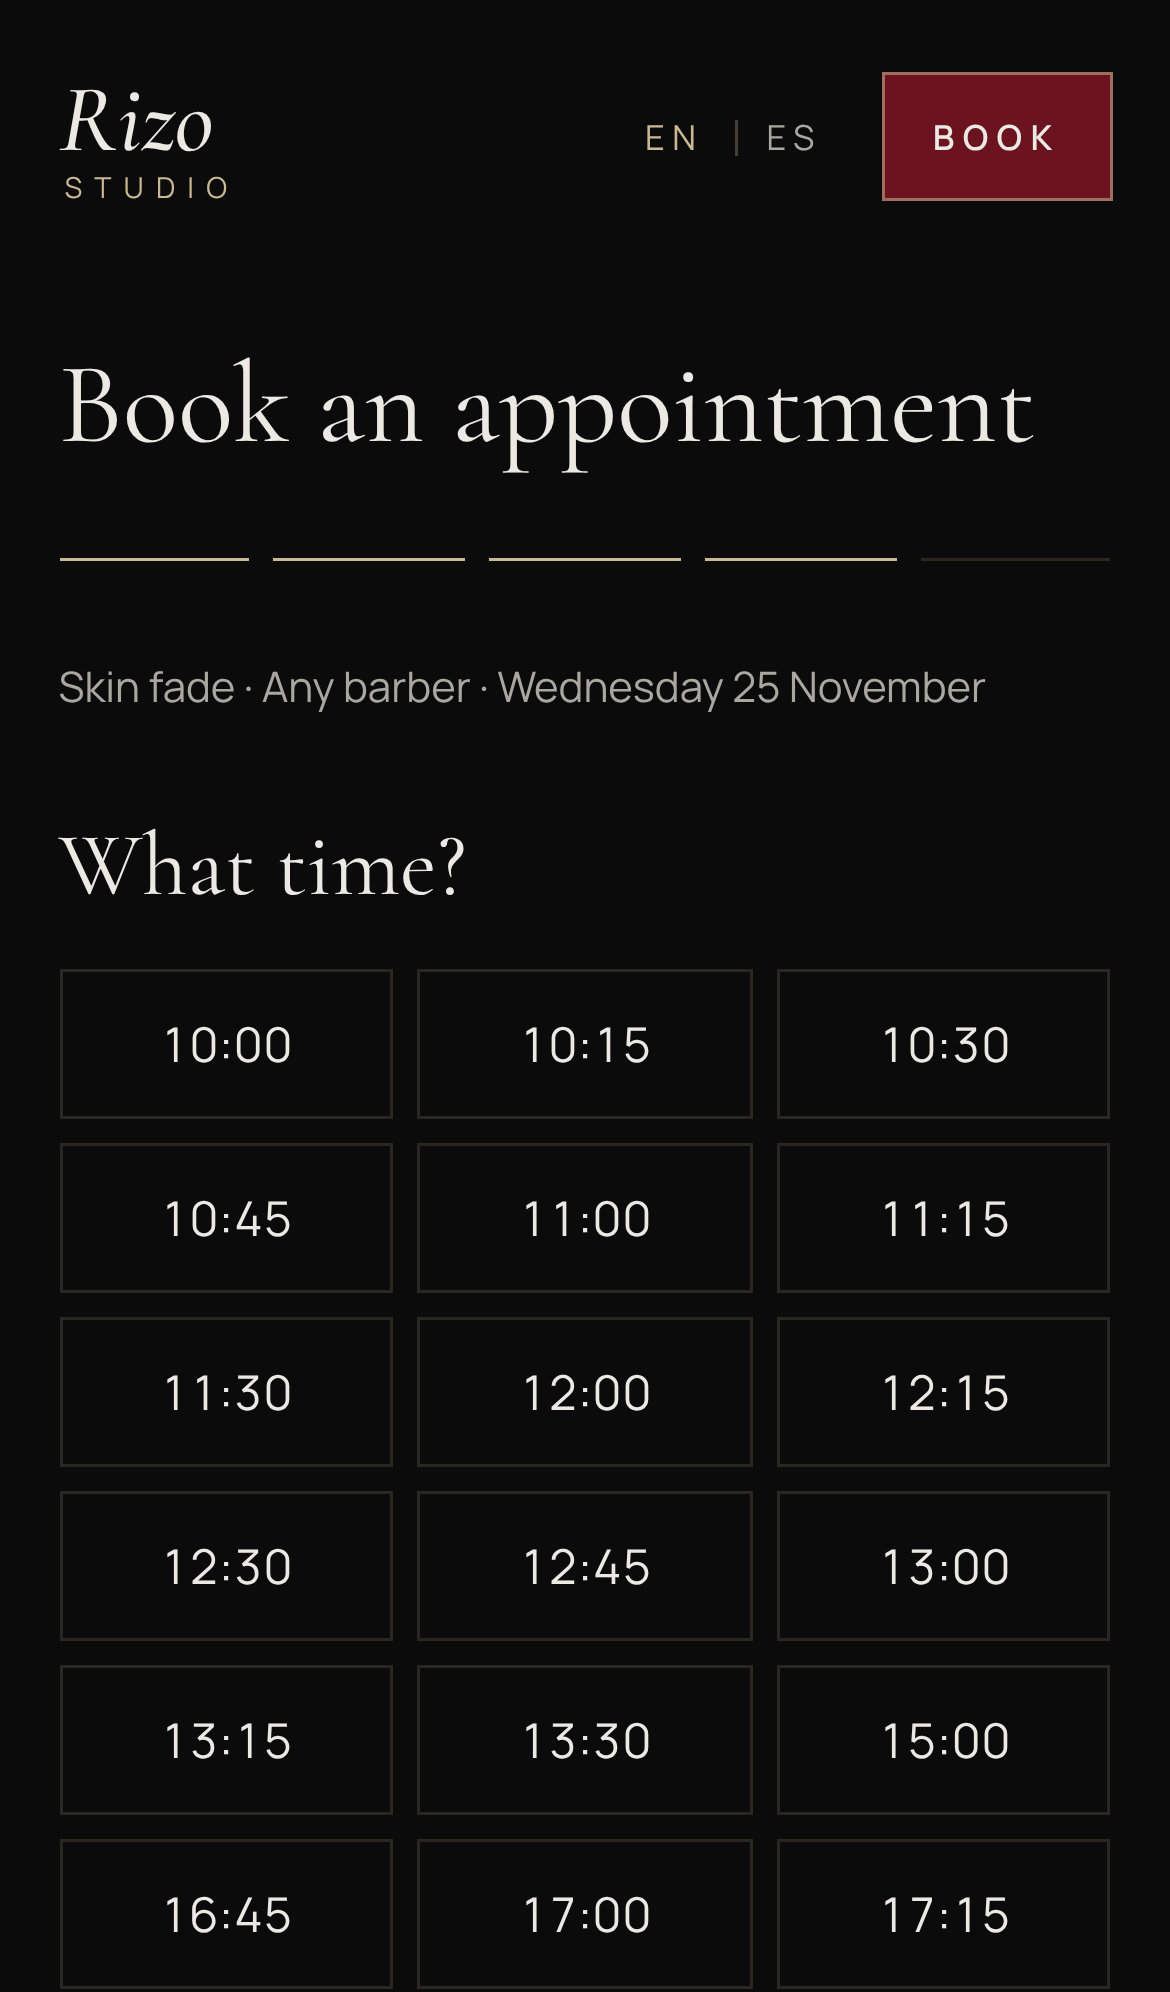 Rizo
STUDIO
EN | ES
BOOK
Book an appointment
Skin fade · Any barber · Wednesday 25 November
What time?
10:00 10:15 10:30
10:45 11:00 11:15
11:30 12:00 12:15
12:30 12:45 13:00
13:15 13:30 15:00
16:45 17:00 17:15